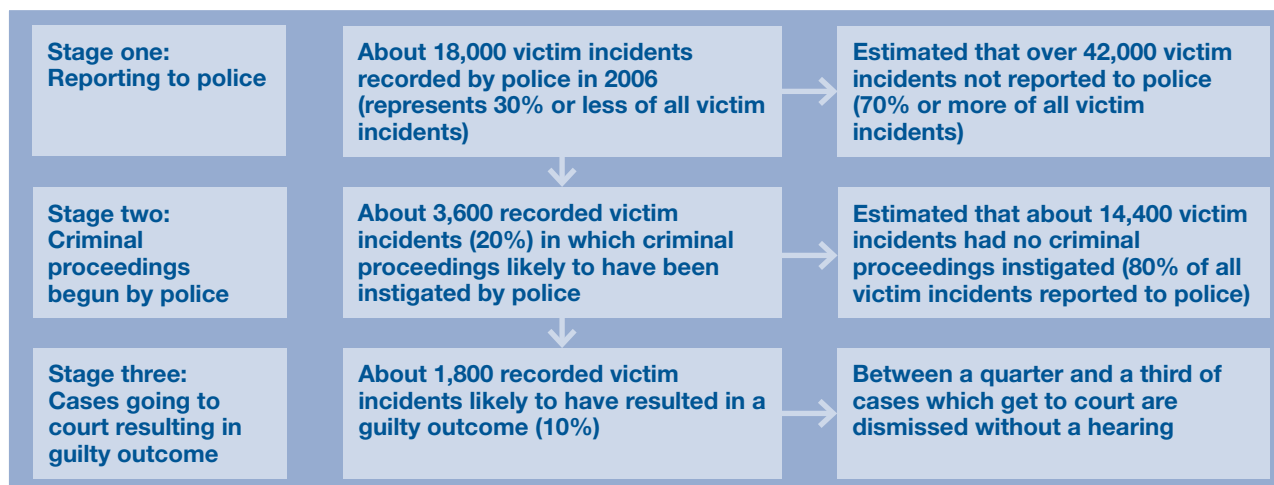 Stage one:
Reporting to police
About 18,000 victim incidents
recorded by police in 2006
(represents 30% or less of all victim
incidents)
Estimated that over 42,000 victim
incidents not reported to police
(70% or more of all victim
incidents)
Stage two:
Criminal
proceedings
begun by police
About 3,600 recorded victim
incidents (20%) in which criminal
proceedings likely to have been
instigated by police
Estimated that about 14,400 victim
incidents had no criminal
proceedings instigated (80% of all
victim incidents reported to police)
Stage three:
Cases going to
court resulting in
guilty outcome
About 1,800 recorded victim
incidents likely to have resulted in a
guilty outcome (10%)
Between a quarter and a third of
cases which get to court are
dismissed without a hearing